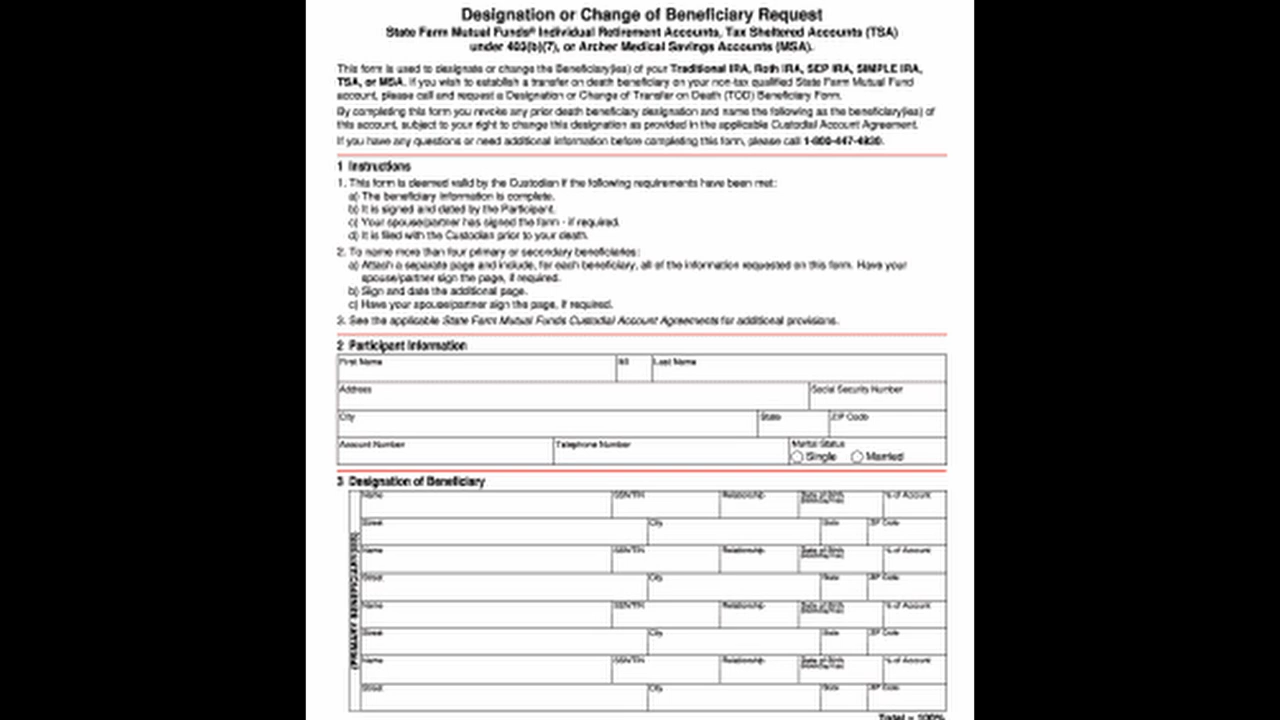 Designation or Change of Beneficiary Request
State Farm Mutual Funds® Individual Retirement Accounts, Tax Sheltered Accounts (TSA)
under 403(b)(7), or Archer Medical Savings Accounts (MSA).
This form is used to designate or change the Beneficiary(ies) of your Traditional IRA, Roth IRA, SEP IRA, SIMPLE IRA,
TSA, or MSA. If you wish to establish a transfer on death beneficiary on your non-tax qualified State Farm Mutual Fund
account, please call and request a Designation or Change of Transfer on Death (TOD) Beneficiary Form.
By completing this form you revoke any prior death beneficiary designation and name the following as the beneficiary(ies) of
this account, subject to your right to change this designation as provided in the applicable Custodial Account Agreement.
If you have any questions or need additional information before completing this form, please call 1-800-447-4930.
1 Instructions
1. This form is deemed valid by the Custodian if the following requirements have been met:
a) The beneficiary information is complete.
b) It is signed and dated by the Participant.
c) Your spouse/partner has signed the form - if required.
d) It is filed with the Custodian prior to your death.
2. To name more than four primary or secondary beneficiaries:
a) Attach a separate page and include, for each beneficiary, all of the information requested on this form. Have your
spouse/partner sign the page, if required.
b) Sign and date the additional page.
c) Have your spouse/partner sign the page, if required.
3. See the applicable State Farm Mutual Funds Custodial Account Agreements for additional provisions.
2 Participant Information
First Name MI Last Name
Address Social Security Number
City State ZIP Code
Account Number Telephone Number Marital Status
Single Married
3 Designation of Beneficiary
PRIMARY BENEFICIARY(IES)
Name SSN/TIN Relationship Date of Birth % of Account
Street City State ZIP Code
Name SSN/TIN Relationship Date of Birth % of Account
Street City State ZIP Code
Name SSN/TIN Relationship Date of Birth % of Account
Street City State ZIP Code
Name SSN/TIN Relationship Date of Birth % of Account
Street City State ZIP Code
Total = 100%